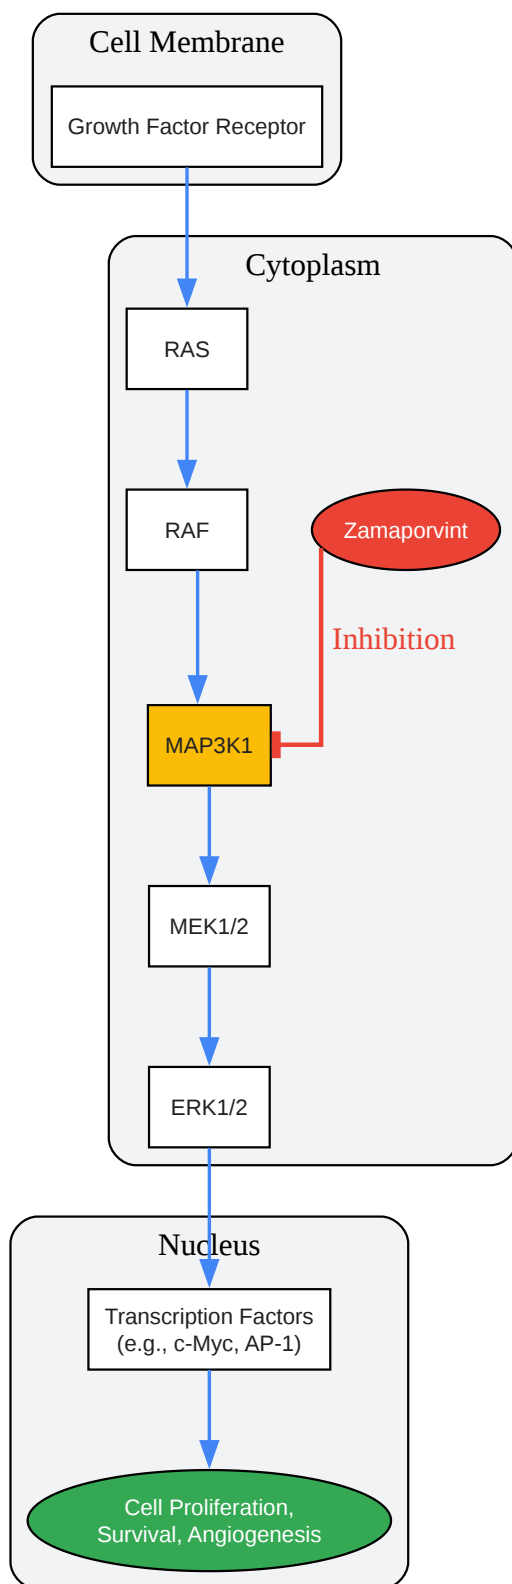 Cell Membrane
Growth Factor Receptor
Cytoplasm
RAS
RAF
Zamaporvint
Inhibition
MAP3K1
MEK1/2
ERK1/2
Nucleus
Transcription Factors
(e.g., c-Myc, AP-1)
Cell Proliferation,
Survival, Angiogenesis